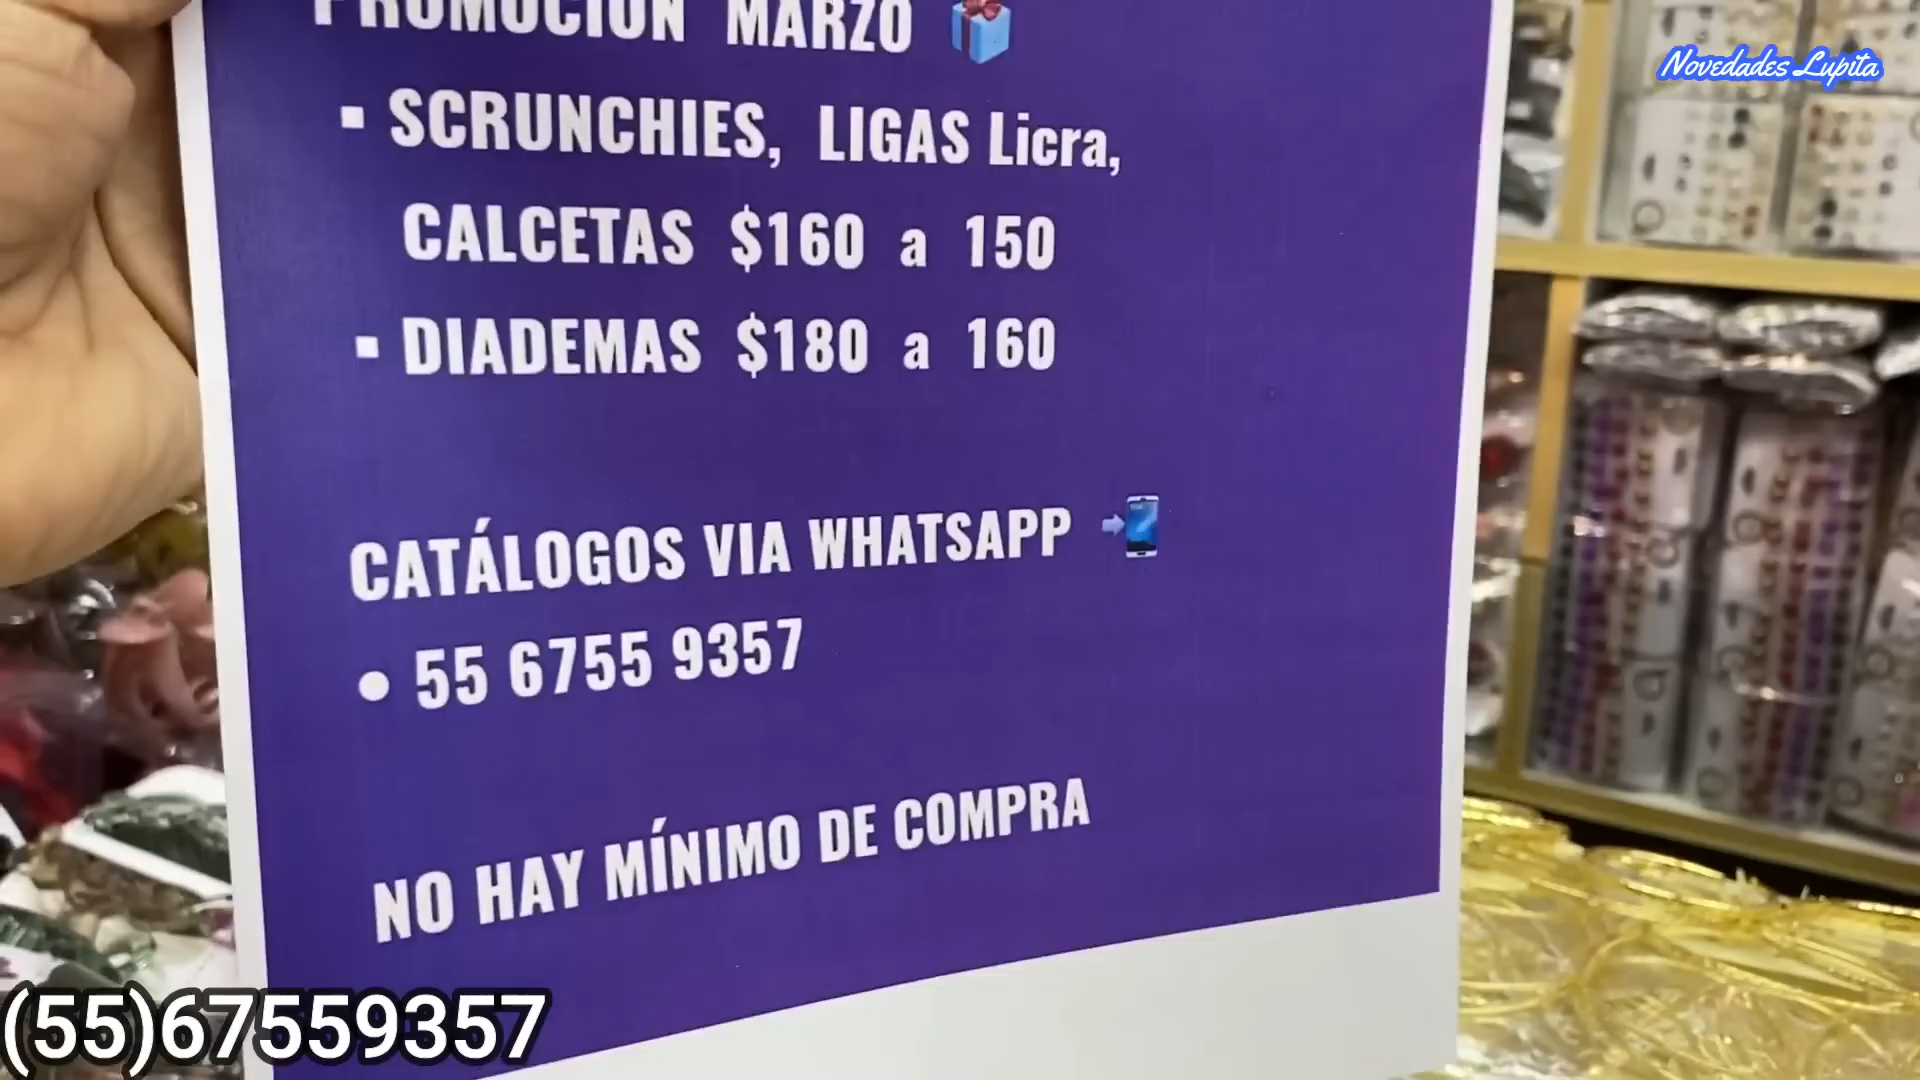 PROMOCIÓN MARZO
Novedades Lupita
▪ SCRUNCHIES, LIGAS Licra,
CALCETAS $160 a 150
▪ DIADEMAS $180 a 160
CATÁLOGOS VIA WHATSAPP
• 55 6755 9357
NO HAY MÍNIMO DE COMPRA
(55)67559357